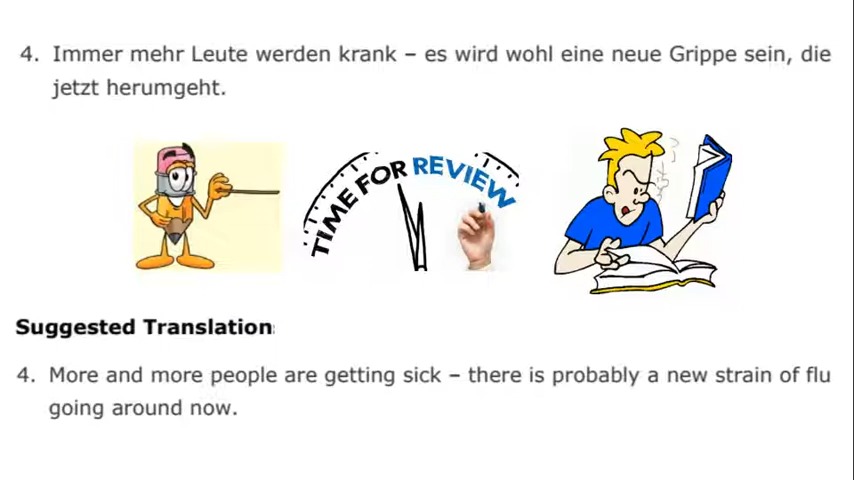 4. Immer mehr Leute werden krank – es wird wohl eine neue Grippe sein, die
jetzt herumgeht.
TIME FOR REVIEW
Suggested Translation:
4. More and more people are getting sick – there is probably a new strain of flu
going around now.